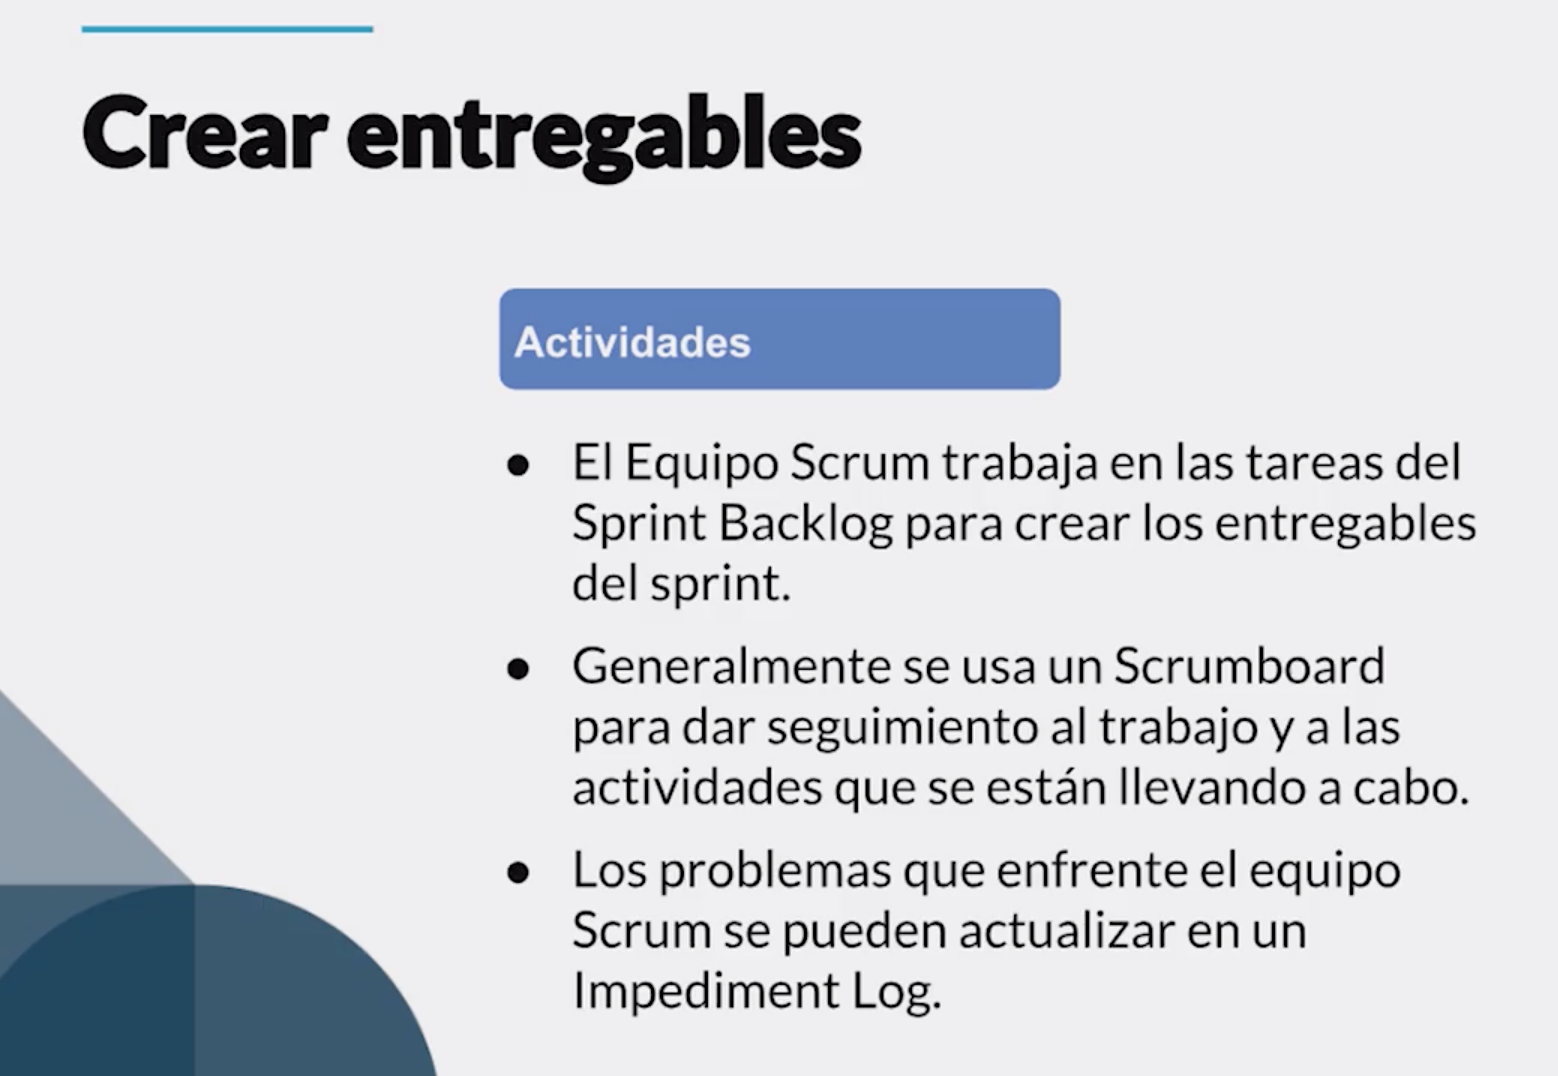 Crear entregables
Actividades
● El Equipo Scrum trabaja en las tareas del
Sprint Backlog para crear los entregables
del sprint.
● Generalmente se usa un Scrumboard
para dar seguimiento al trabajo y a las
actividades que se están llevando a cabo.
● Los problemas que enfrente el equipo
Scrum se pueden actualizar en un
Impediment Log.